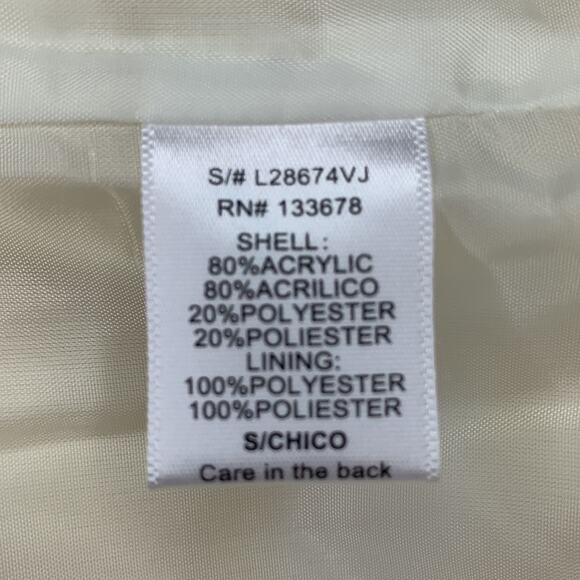 S/# L28674VJ
RN# 133678
SHELL:
80%ACRYLIC
80%ACRILICO
20%POLYESTER
20%POLIESTER
LINING:
100%POLYESTER
100%POLIESTER
S/CHICO
Care in the back